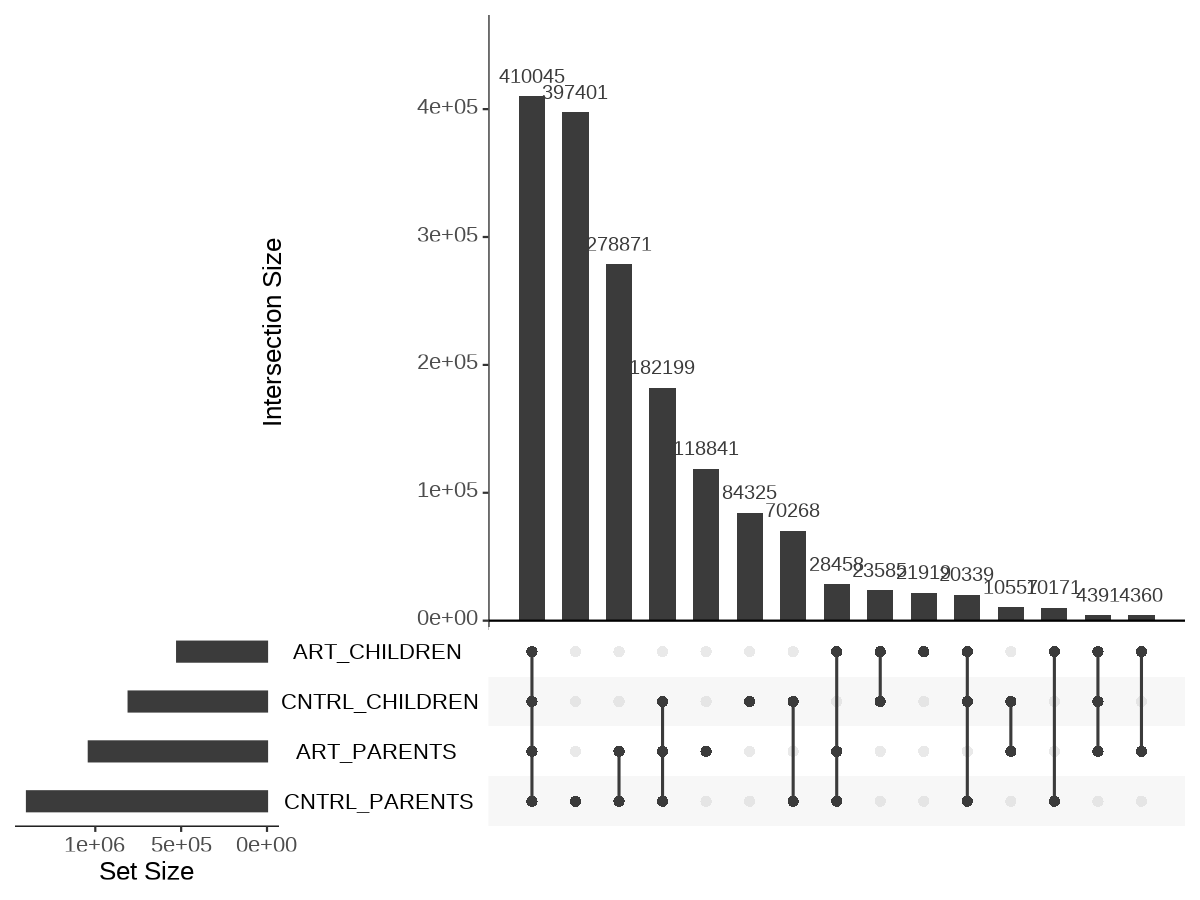 410045
397401
278871
182199
118841
84325
70268
28458
23585
21919
20339
10557
10171
4391
4360
4e+05
3e+05
2e+05
1e+05
0e+00
Intersection Size
ART_CHILDREN
CNTRL_CHILDREN
ART_PARENTS
CNTRL_PARENTS
1e+06 5e+05 0e+00
Set Size